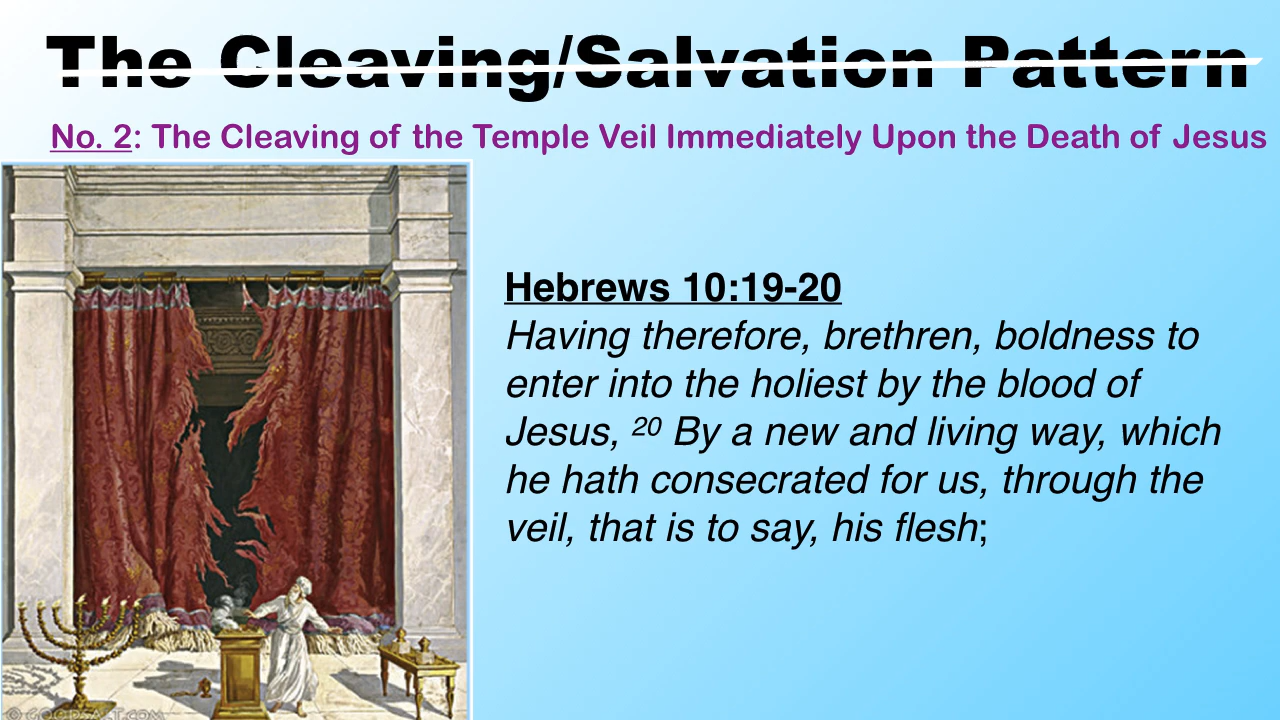 The Cleaving/Salvation Pattern
No. 2: The Cleaving of the Temple Veil Immediately Upon the Death of Jesus
Hebrews 10:19-20
Having therefore, brethren, boldness to
enter into the holiest by the blood of
Jesus, 20 By a new and living way, which
he hath consecrated for us, through the
veil, that is to say, his flesh;
© GOODSALT.COM